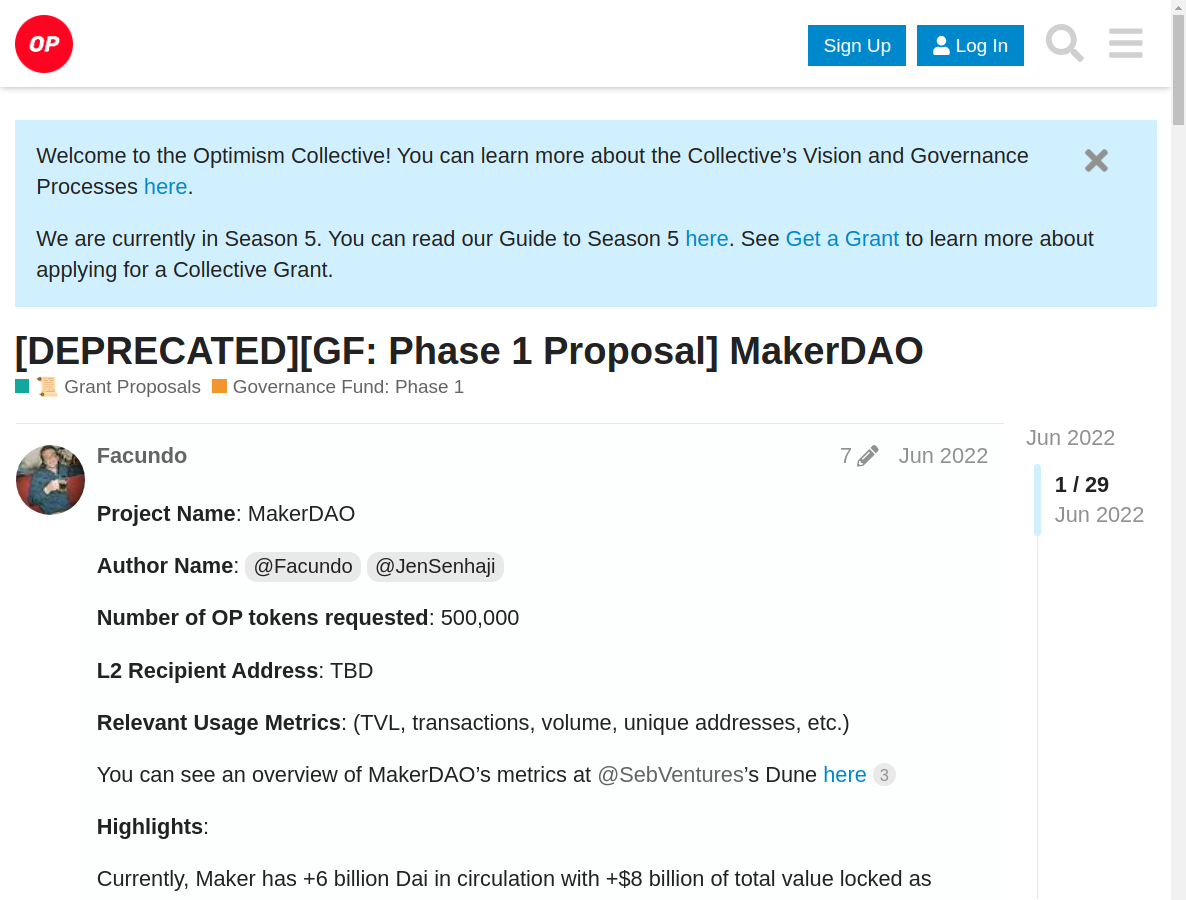 OP
Sign Up
Log In
Welcome to the Optimism Collective! You can learn more about the Collective’s Vision and Governance
Processes here.
We are currently in Season 5. You can read our Guide to Season 5 here. See Get a Grant to learn more about
applying for a Collective Grant.
[DEPRECATED][GF: Phase 1 Proposal] MakerDAO
📜 Grant Proposals Governance Fund: Phase 1
Facundo
7
Jun 2022
Jun 2022
1 / 29
Jun 2022
Project Name: MakerDAO
Author Name: @Facundo @JenSenhaji
Number of OP tokens requested: 500,000
L2 Recipient Address: TBD
Relevant Usage Metrics: (TVL, transactions, volume, unique addresses, etc.)
You can see an overview of MakerDAO’s metrics at @SebVentures’s Dune here 3
Highlights:
Currently, Maker has +6 billion Dai in circulation with +$8 billion of total value locked as